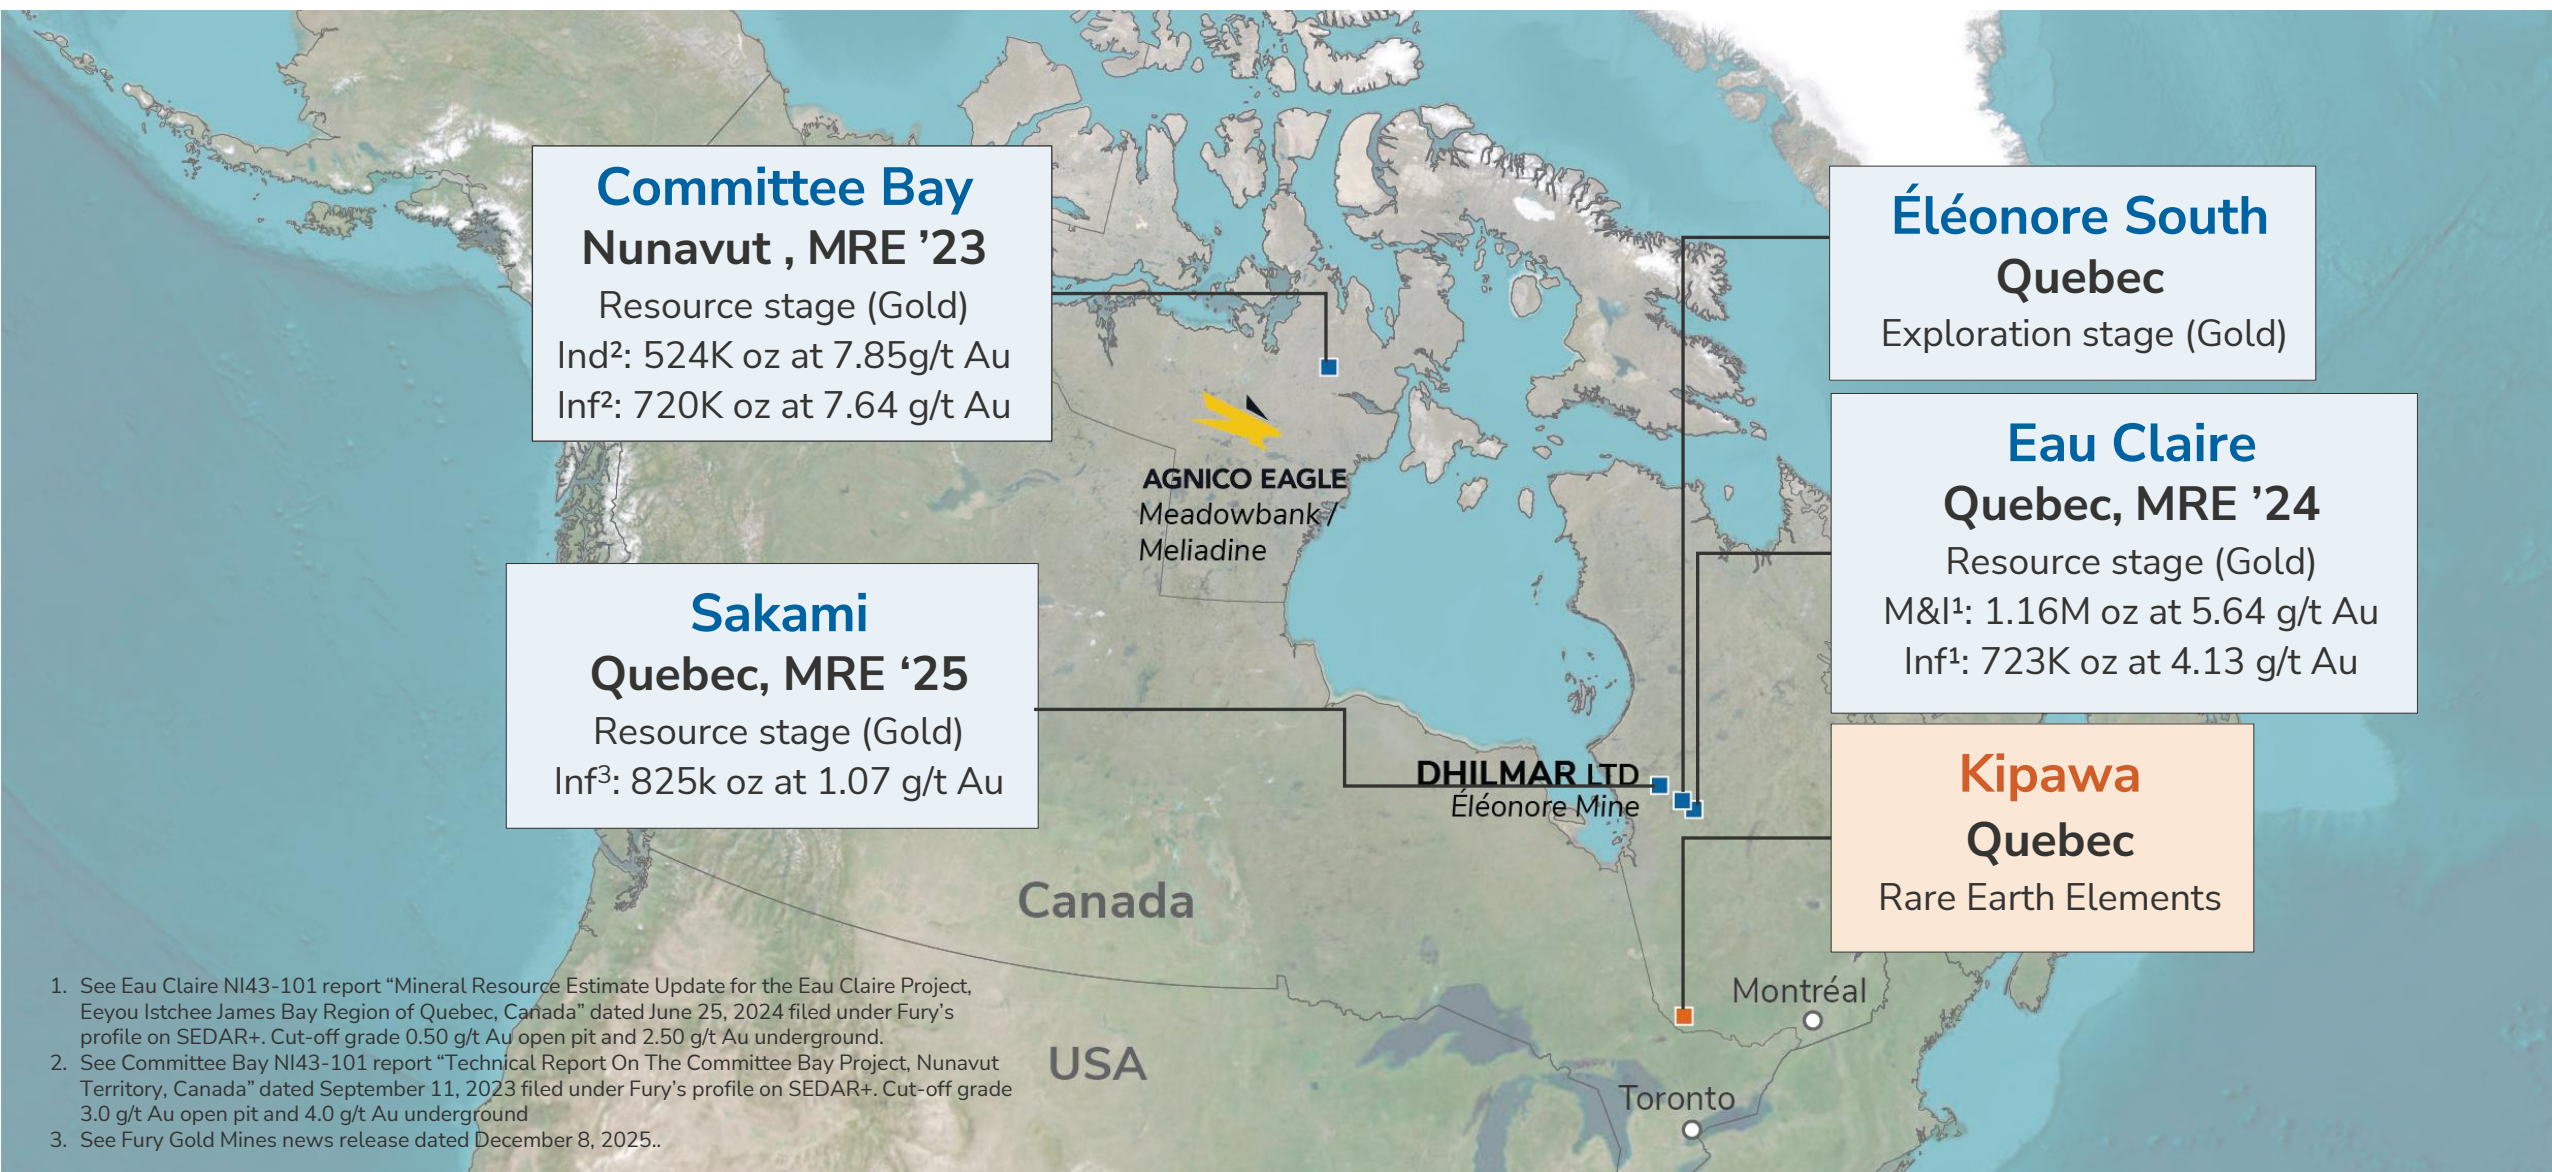 Committee Bay
Nunavut , MRE ’23
Resource stage (Gold)
Ind²: 524K oz at 7.85g/t Au
Inf²: 720K oz at 7.64 g/t Au
Éléonore South
Quebec
Exploration stage (Gold)
Eau Claire
Quebec, MRE ’24
Resource stage (Gold)
M&I¹: 1.16M oz at 5.64 g/t Au
Inf¹: 723K oz at 4.13 g/t Au
AGNICO EAGLE
Meadowbank /
Meliadine
Sakami
Quebec, MRE ‘25
Resource stage (Gold)
Inf³: 825k oz at 1.07 g/t Au
DHILMAR LTD
Éléonore Mine
Kipawa
Quebec
Rare Earth Elements
Canada
USA
Montréal
Toronto
1. See Eau Claire NI43-101 report “Mineral Resource Estimate Update for the Eau Claire Project,
Eeyou Istchee James Bay Region of Quebec, Canada” dated June 25, 2024 filed under Fury’s
profile on SEDAR+. Cut-off grade 0.50 g/t Au open pit and 2.50 g/t Au underground.
2. See Committee Bay NI43-101 report “Technical Report On The Committee Bay Project, Nunavut
Territory, Canada” dated September 11, 2023 filed under Fury’s profile on SEDAR+. Cut-off grade
3.0 g/t Au open pit and 4.0 g/t Au underground
3. See Fury Gold Mines news release dated December 8, 2025..